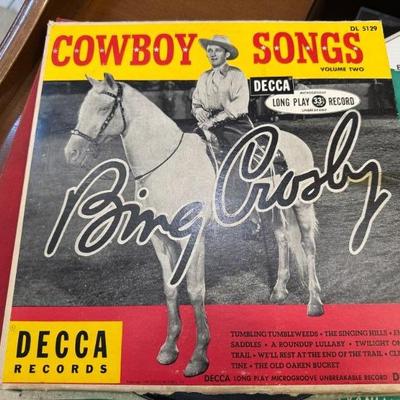 DL 5129
COWBOY SONGS
VOLUME TWO
DECCA
LONG PLAY 33⅓ RECORD
Bing Crosby
DECCA
RECORDS
TUMBLING TUMBLEWEEDS • THE SINGING HILLS •
SADDLES • A ROUNDUP LULLABY • TWILIGHT ON
TRAIL • WE'LL REST AT THE END OF THE TRAIL •
TINE • THE OLD OAKEN BUCKET
DECCA LONG PLAY MICROGROOVE UNBREAKABLE RECORD